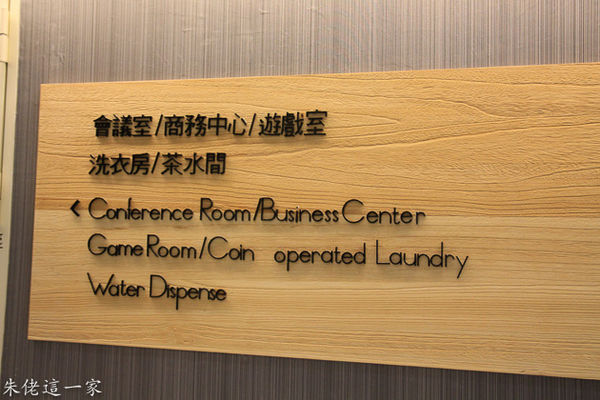 會議室/商務中心/遊戲室
洗衣房/茶水間
< Conference Room/Business Center
Game Room/Coin operated Laundry
Water Dispense
朱佬這一家